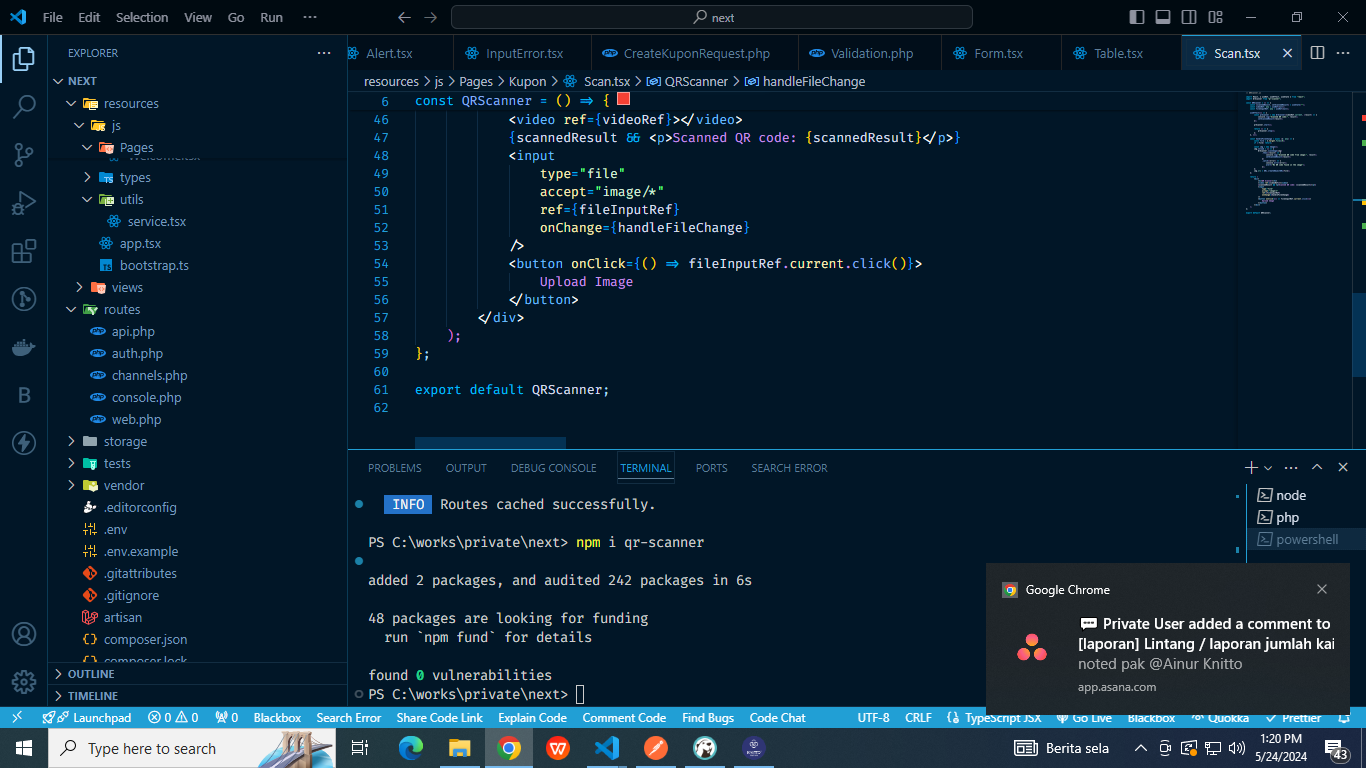 File Edit Selection View Go Run ···
next
EXPLORER ···
NEXT
resources
js
Pages
types
utils
service.tsx
app.tsx
bootstrap.ts
views
routes
api.php
auth.php
channels.php
console.php
web.php
storage
tests
vendor
.editorconfig
.env
.env.example
.gitattributes
.gitignore
artisan
composer.json
composer.lock
OUTLINE
TIMELINE
Alert.tsx InputError.tsx CreateKuponRequest.php Validation.php Form.tsx Table.tsx Scan.tsx
resources > js > Pages > Kupon > Scan.tsx > QRScanner > handleFileChange
6 const QRScanner = () => {
46 <video ref={videoRef}></video>
47 {scannedResult && <p>Scanned QR code: {scannedResult}</p>}
48 <input
49 type="file"
50 accept="image/*"
51 ref={fileInputRef}
52 onChange={handleFileChange}
53 />
54 <button onClick={() => fileInputRef.current.click()}>
55 Upload Image
56 </button>
57 </div>
58 );
59 };
60
61 export default QRScanner;
62
PROBLEMS OUTPUT DEBUG CONSOLE TERMINAL PORTS SEARCH ERROR
INFO Routes cached successfully.
PS C:\works\private\next> npm i qr-scanner
added 2 packages, and audited 242 packages in 6s
48 packages are looking for funding
run `npm fund` for details
found 0 vulnerabilities
PS C:\works\private\next>
node
php
powershell
Google Chrome
Private User added a comment to
[laporan] Lintang / laporan jumlah kai
noted pak @Ainur Knitto
app.asana.com
Launchpad 0 0 0 Blackbox Search Error Share Code Link Explain Code Comment Code Find Bugs Code Chat UTF-8 CRLF TypeScript JSX Go Live Blackbox Quokka Prettier
Type here to search
Berita sela
1:20 PM
5/24/2024
43